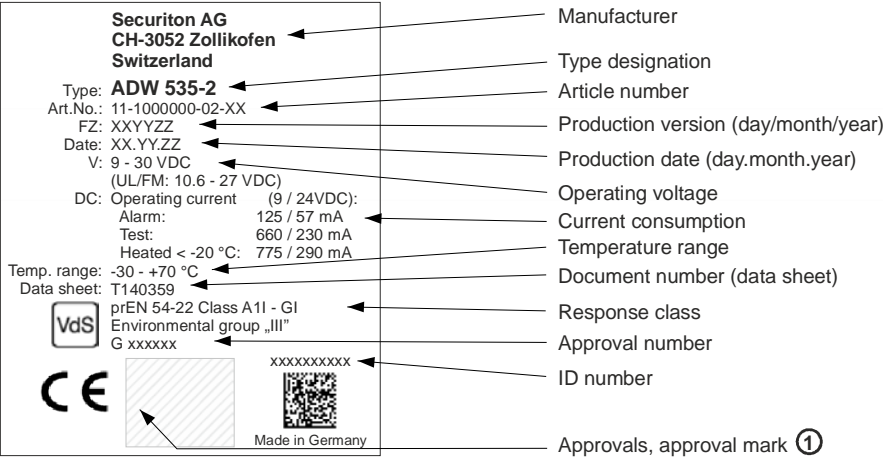 Securiton AG
CH-3052 Zollikofen
Switzerland
Type: ADW 535-2
Art.No.: 11-1000000-02-XX
FZ: XXYYZZ
Date: XX.YY.ZZ
V: 9 - 30 VDC
(UL/FM: 10.6 - 27 VDC)
DC: Operating current (9 / 24VDC):
Alarm: 125 / 57 mA
Test: 660 / 230 mA
Heated < -20 °C: 775 / 290 mA
Temp. range: -30 - +70 °C
Data sheet: T140359
prEN 54-22 Class A1I - GI
Environmental group „III”
G xxxxxx
VdS
CE
xxxxxxxxxx
Made in Germany
Manufacturer
Type designation
Article number
Production version (day/month/year)
Production date (day.month.year)
Operating voltage
Current consumption
Temperature range
Document number (data sheet)
Response class
Approval number
ID number
Approvals, approval mark ①